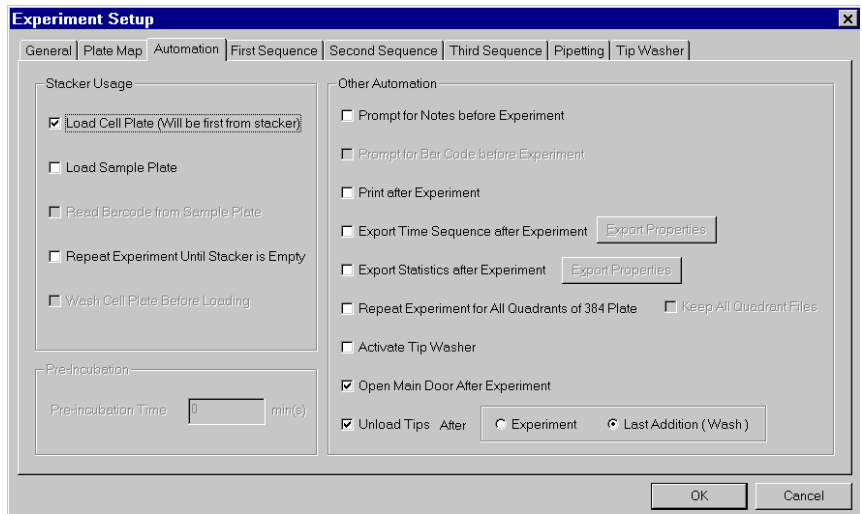 Experiment Setup
General Plate Map Automation First Sequence Second Sequence Third Sequence Pipetting Tip Washer
Stacker Usage
Load Cell Plate (Will be first from stacker)
Load Sample Plate
Read Barcode from Sample Plate
Repeat Experiment Until Stacker is Empty
Wash Cell Plate Before Loading
Pre-Incubation
Pre-incubation Time 0 min(s)
Other Automation
Prompt for Notes before Experiment
Prompt for Bar Code before Experiment
Print after Experiment
Export Time Sequence after Experiment Export Properties
Export Statistics after Experiment Export Properties
Repeat Experiment for All Quadrants of 384 Plate Keep All Quadrant Files
Activate Tip Washer
Open Main Door After Experiment
Unload Tips After Experiment Last Addition ( Wash )
OK Cancel